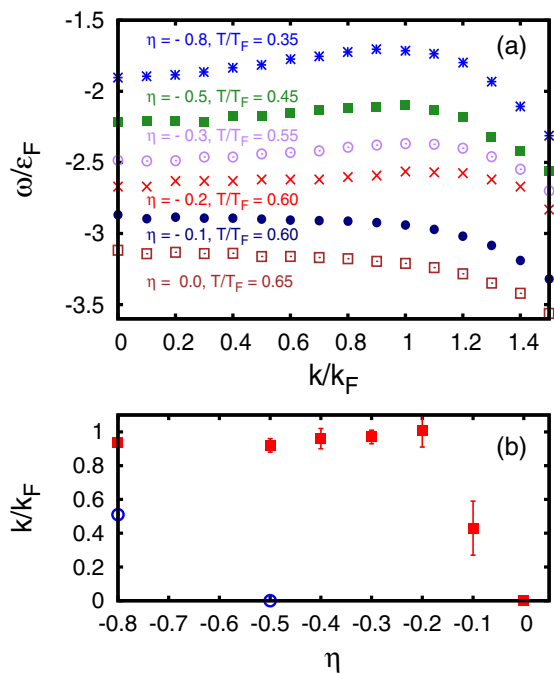 -1.5
(a)
η = - 0.8, T/T_F = 0.35
-2
η = - 0.5, T/T_F = 0.45
η = - 0.3, T/T_F = 0.55
-2.5
ω/ε_F
η = - 0.2, T/T_F = 0.60
η = - 0.1, T/T_F = 0.60
-3
η = 0.0, T/T_F = 0.65
-3.5
0 0.2 0.4 0.6 0.8 1 1.2 1.4
k/k_F
1
(b)
0.8
0.6
k/k_F
0.4
0.2
0
-0.8 -0.7 -0.6 -0.5 -0.4 -0.3 -0.2 -0.1 0
η